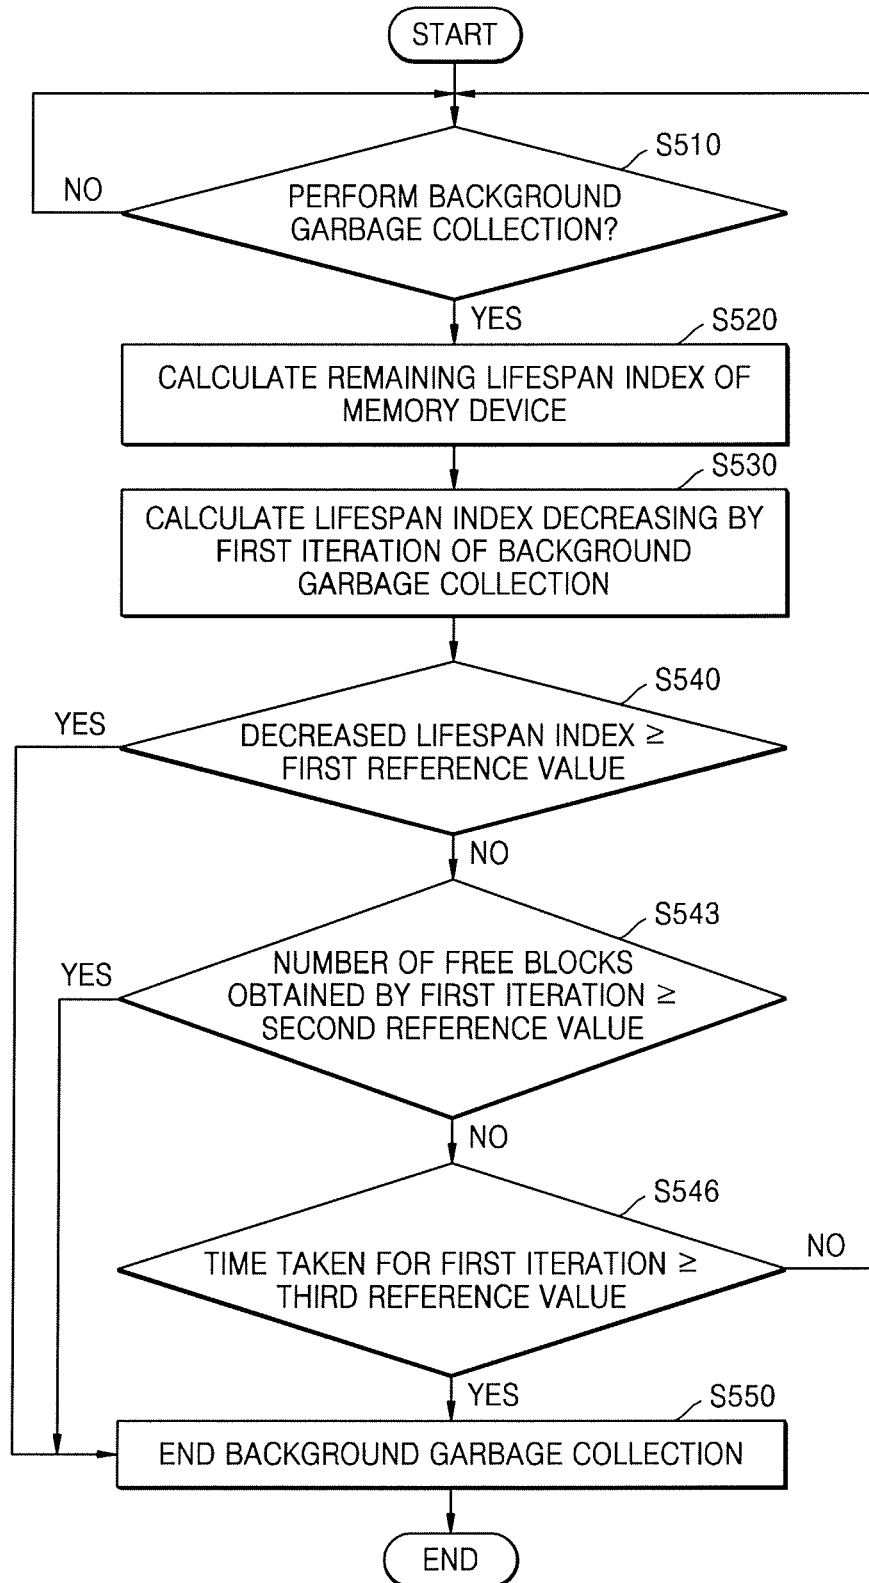 START
S510
NO
PERFORM BACKGROUND
GARBAGE COLLECTION?
YES
S520
CALCULATE REMAINING LIFESPAN INDEX OF
MEMORY DEVICE
S530
CALCULATE LIFESPAN INDEX DECREASING BY
FIRST ITERATION OF BACKGROUND
GARBAGE COLLECTION
S540
YES
DECREASED LIFESPAN INDEX ≥
FIRST REFERENCE VALUE
NO
S543
YES
NUMBER OF FREE BLOCKS
OBTAINED BY FIRST ITERATION ≥
SECOND REFERENCE VALUE
NO
S546
NO
TIME TAKEN FOR FIRST ITERATION ≥
THIRD REFERENCE VALUE
YES
S550
END BACKGROUND GARBAGE COLLECTION
END